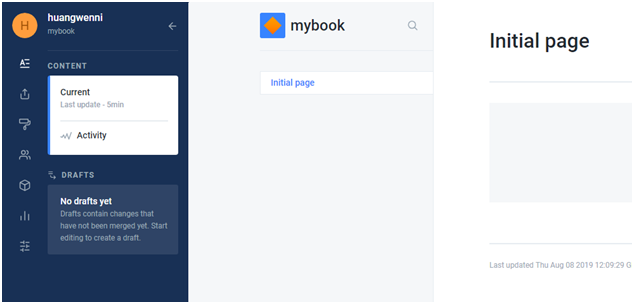 H
huangwenni
mybook
CONTENT
Current
Last update - 5min
Activity
DRAFTS
No drafts yet
Drafts contain changes that
have not been merged yet. Start
editing to create a draft.
mybook
Initial page
Initial page
Last updated Thu Aug 08 2019 12:09:29 G